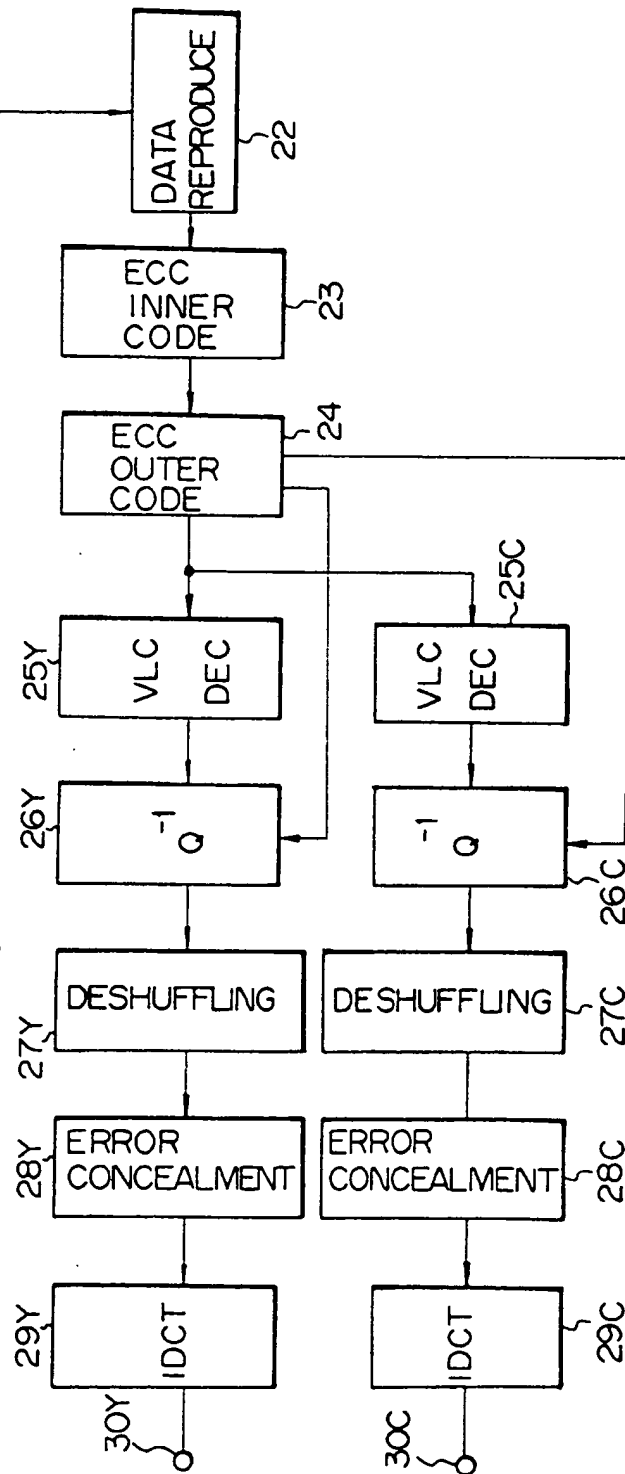 DATA
REPRODUCE
22
ECC
INNER
CODE
23
ECC
OUTER
CODE
24
25Y
VLC
DEC
25C
VLC
DEC
26Y
Q⁻¹
26C
Q⁻¹
27Y
DESHUFFLING
27C
DESHUFFLING
28Y
ERROR
CONCEALMENT
28C
ERROR
CONCEALMENT
29Y
IDCT
29C
IDCT
30Y
30C